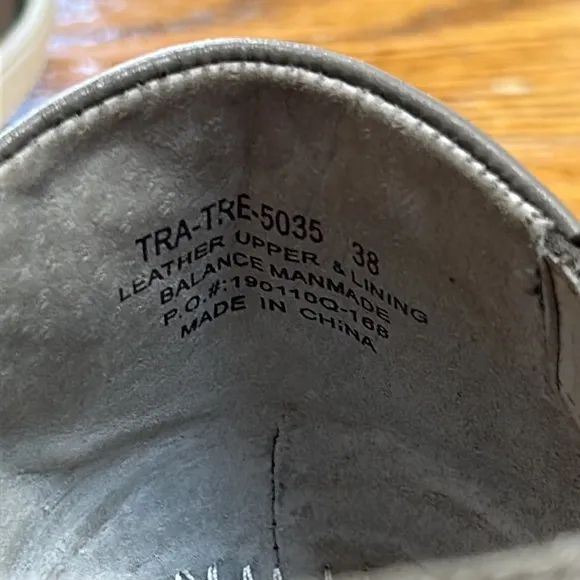 TRA-TRE-5035 38
LEATHER UPPER & LINING
BALANCE MANMADE
P.O.#:190110Q-168
MADE IN CHINA